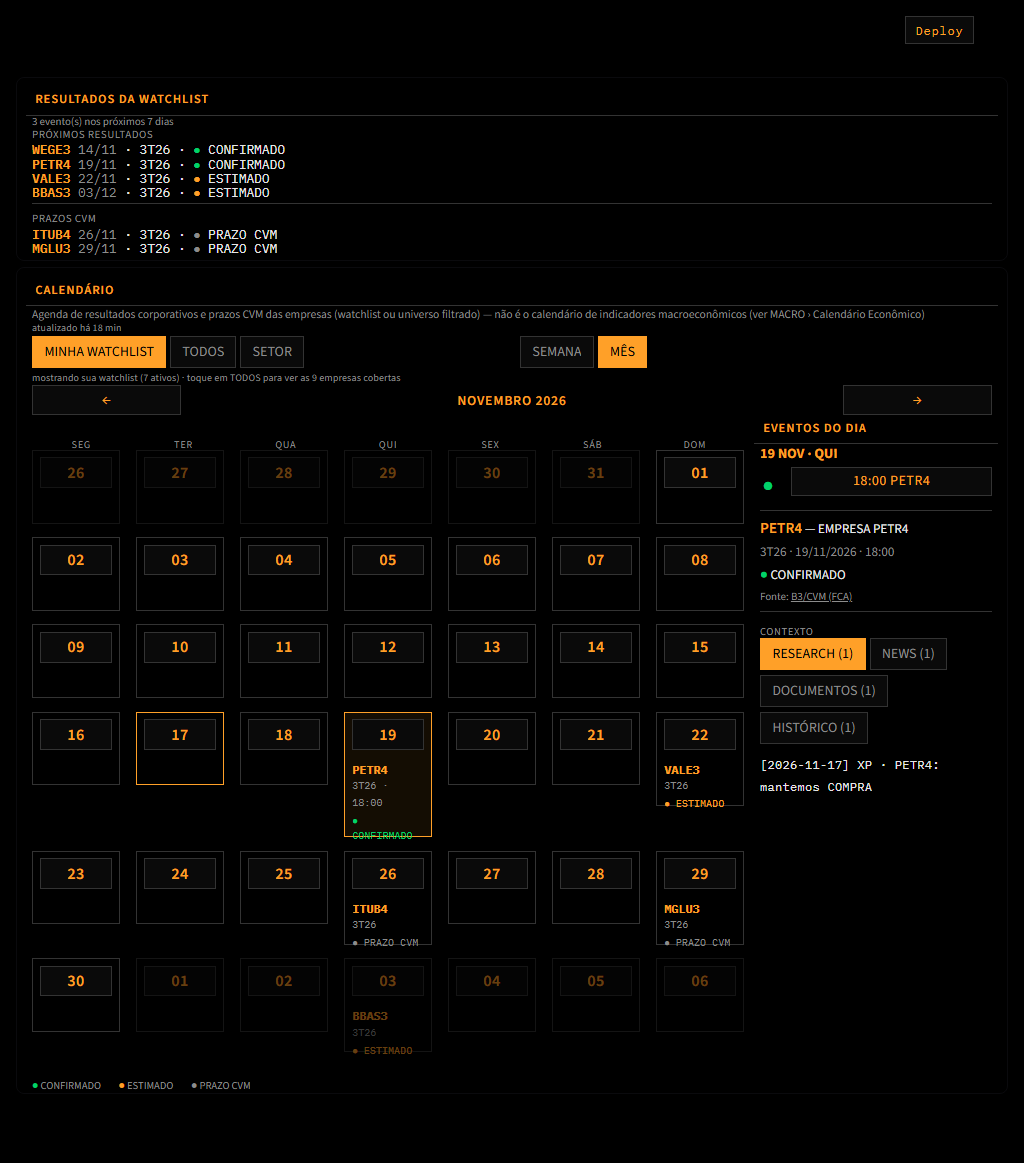 Deploy
RESULTADOS DA WATCHLIST
3 evento(s) nos próximos 7 dias
PRÓXIMOS RESULTADOS
WEGE3 14/11 · 3T26 · ● CONFIRMADO
PETR4 19/11 · 3T26 · ● CONFIRMADO
VALE3 22/11 · 3T26 · ● ESTIMADO
BBAS3 03/12 · 3T26 · ● ESTIMADO
PRAZOS CVM
ITUB4 26/11 · 3T26 · ● PRAZO CVM
MGLU3 29/11 · 3T26 · ● PRAZO CVM
CALENDÁRIO
Agenda de resultados corporativos e prazos CVM das empresas (watchlist ou universo filtrado) — não é o calendário de indicadores macroeconômicos (ver MACRO › Calendário Econômico)
atualizado há 18 min
MINHA WATCHLIST TODOS SETOR SEMANA MÊS
mostrando sua watchlist (7 ativos) · toque em TODOS para ver as 9 empresas cobertas
← NOVEMBRO 2026 →
SEG TER QUA QUI SEX SÁB DOM
26 27 28 29 30 31 01
02 03 04 05 06 07 08
09 10 11 12 13 14 15
16 17 18 19 20 21 22
PETR4 VALE3
3T26 · 3T26
18:00 ● ESTIMADO
●
CONFIRMADO
23 24 25 26 27 28 29
ITUB4 MGLU3
3T26 3T26
● PRAZO CVM ● PRAZO CVM
30 01 02 03 04 05 06
BBAS3
3T26
● ESTIMADO
● CONFIRMADO ● ESTIMADO ● PRAZO CVM
EVENTOS DO DIA
19 NOV · QUI
● 18:00 PETR4
PETR4 — EMPRESA PETR4
3T26 · 19/11/2026 · 18:00
● CONFIRMADO
Fonte: B3/CVM (FCA)
CONTEXTO
RESEARCH (1) NEWS (1)
DOCUMENTOS (1)
HISTÓRICO (1)
[2026-11-17] XP · PETR4:
mantemos COMPRA